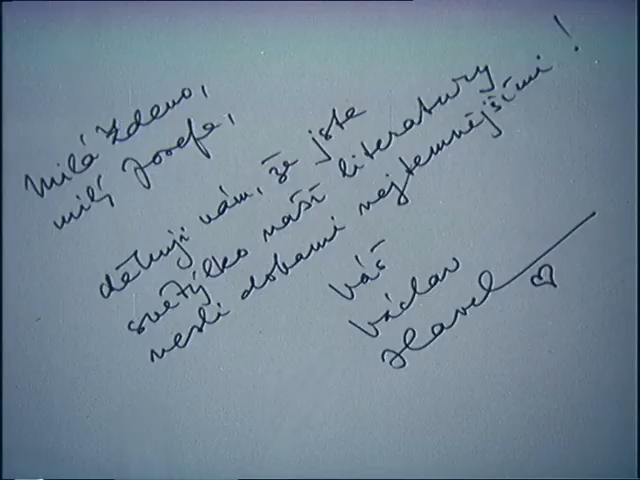 Milá Zdeno,
milý Josefe,
děkuji vám, že jste
světýlko naší literatury
nesli dobami nejtemnějšími!
Váš
Václav
Havel